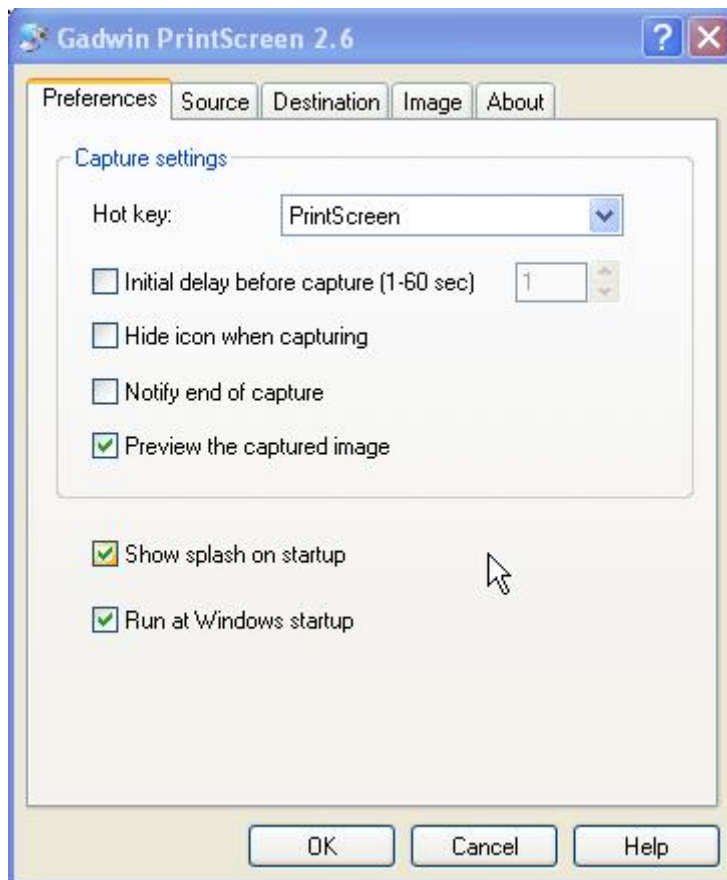 Gadwin PrintScreen 2.6 ?
Preferences Source Destination Image About
Capture settings
Hot key: PrintScreen
Initial delay before capture (1-60 sec) 1
Hide icon when capturing
Notify end of capture
Preview the captured image
Show splash on startup
Run at Windows startup
OK Cancel Help